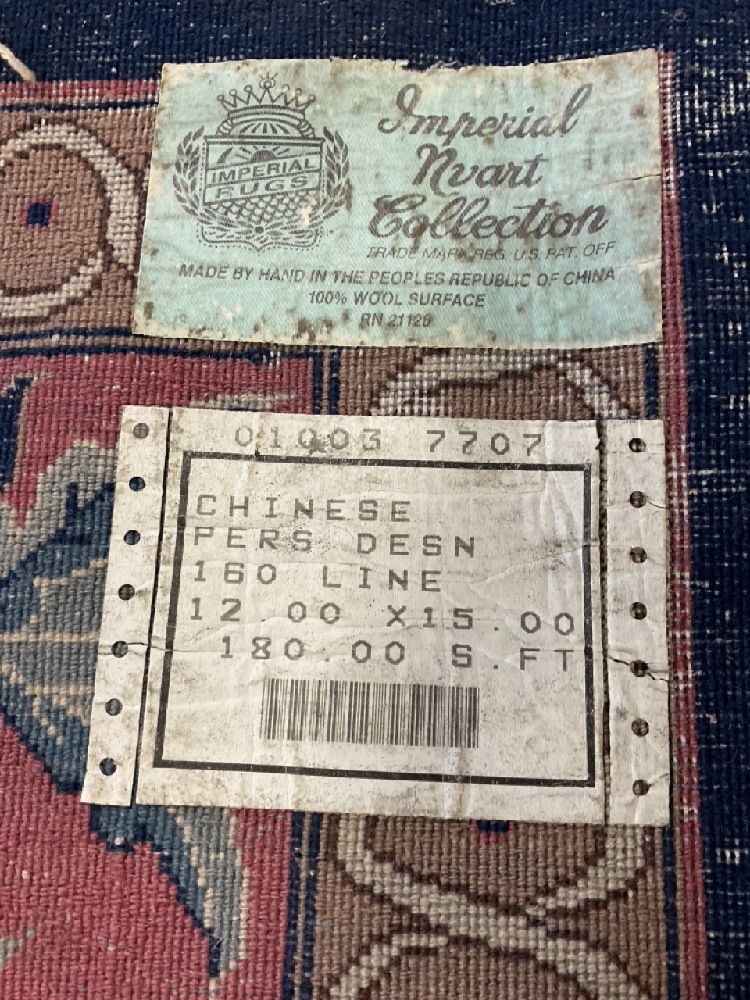 IMPERIAL
RUGS
Imperial
Nvart
Collection
TRADE MARK REG. U.S. PAT. OFF
MADE BY HAND IN THE PEOPLES REPUBLIC OF CHINA
100% WOOL SURFACE
RN 21129
01003 7707
CHINESE
PERS DESN
160 LINE
12 00 X15.00
180.00 S.FT